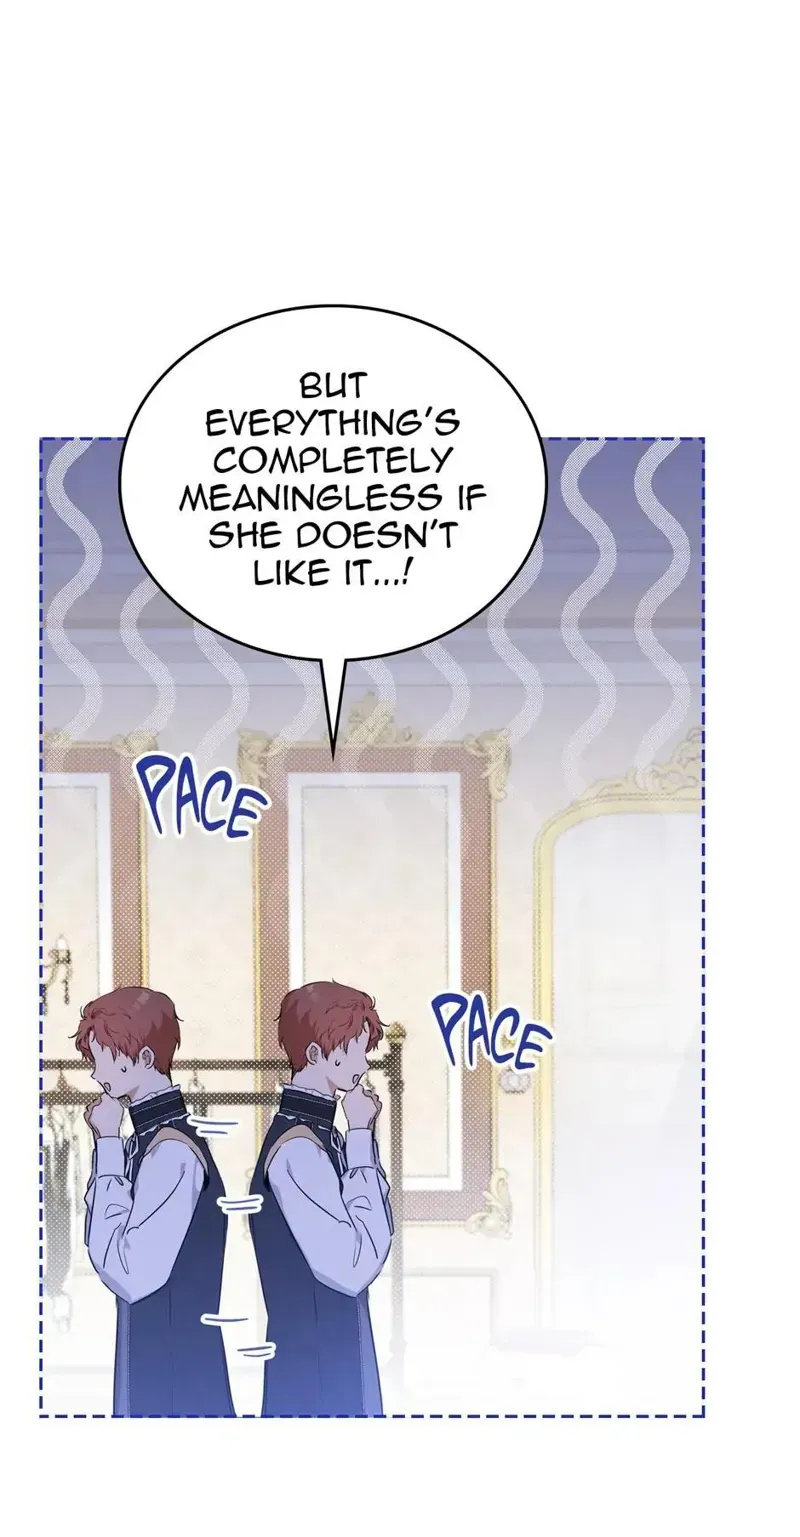 BUT
EVERYTHING'S
COMPLETELY
MEANINGLESS IF
SHE DOESN'T
LIKE IT...!
PACE
PACE